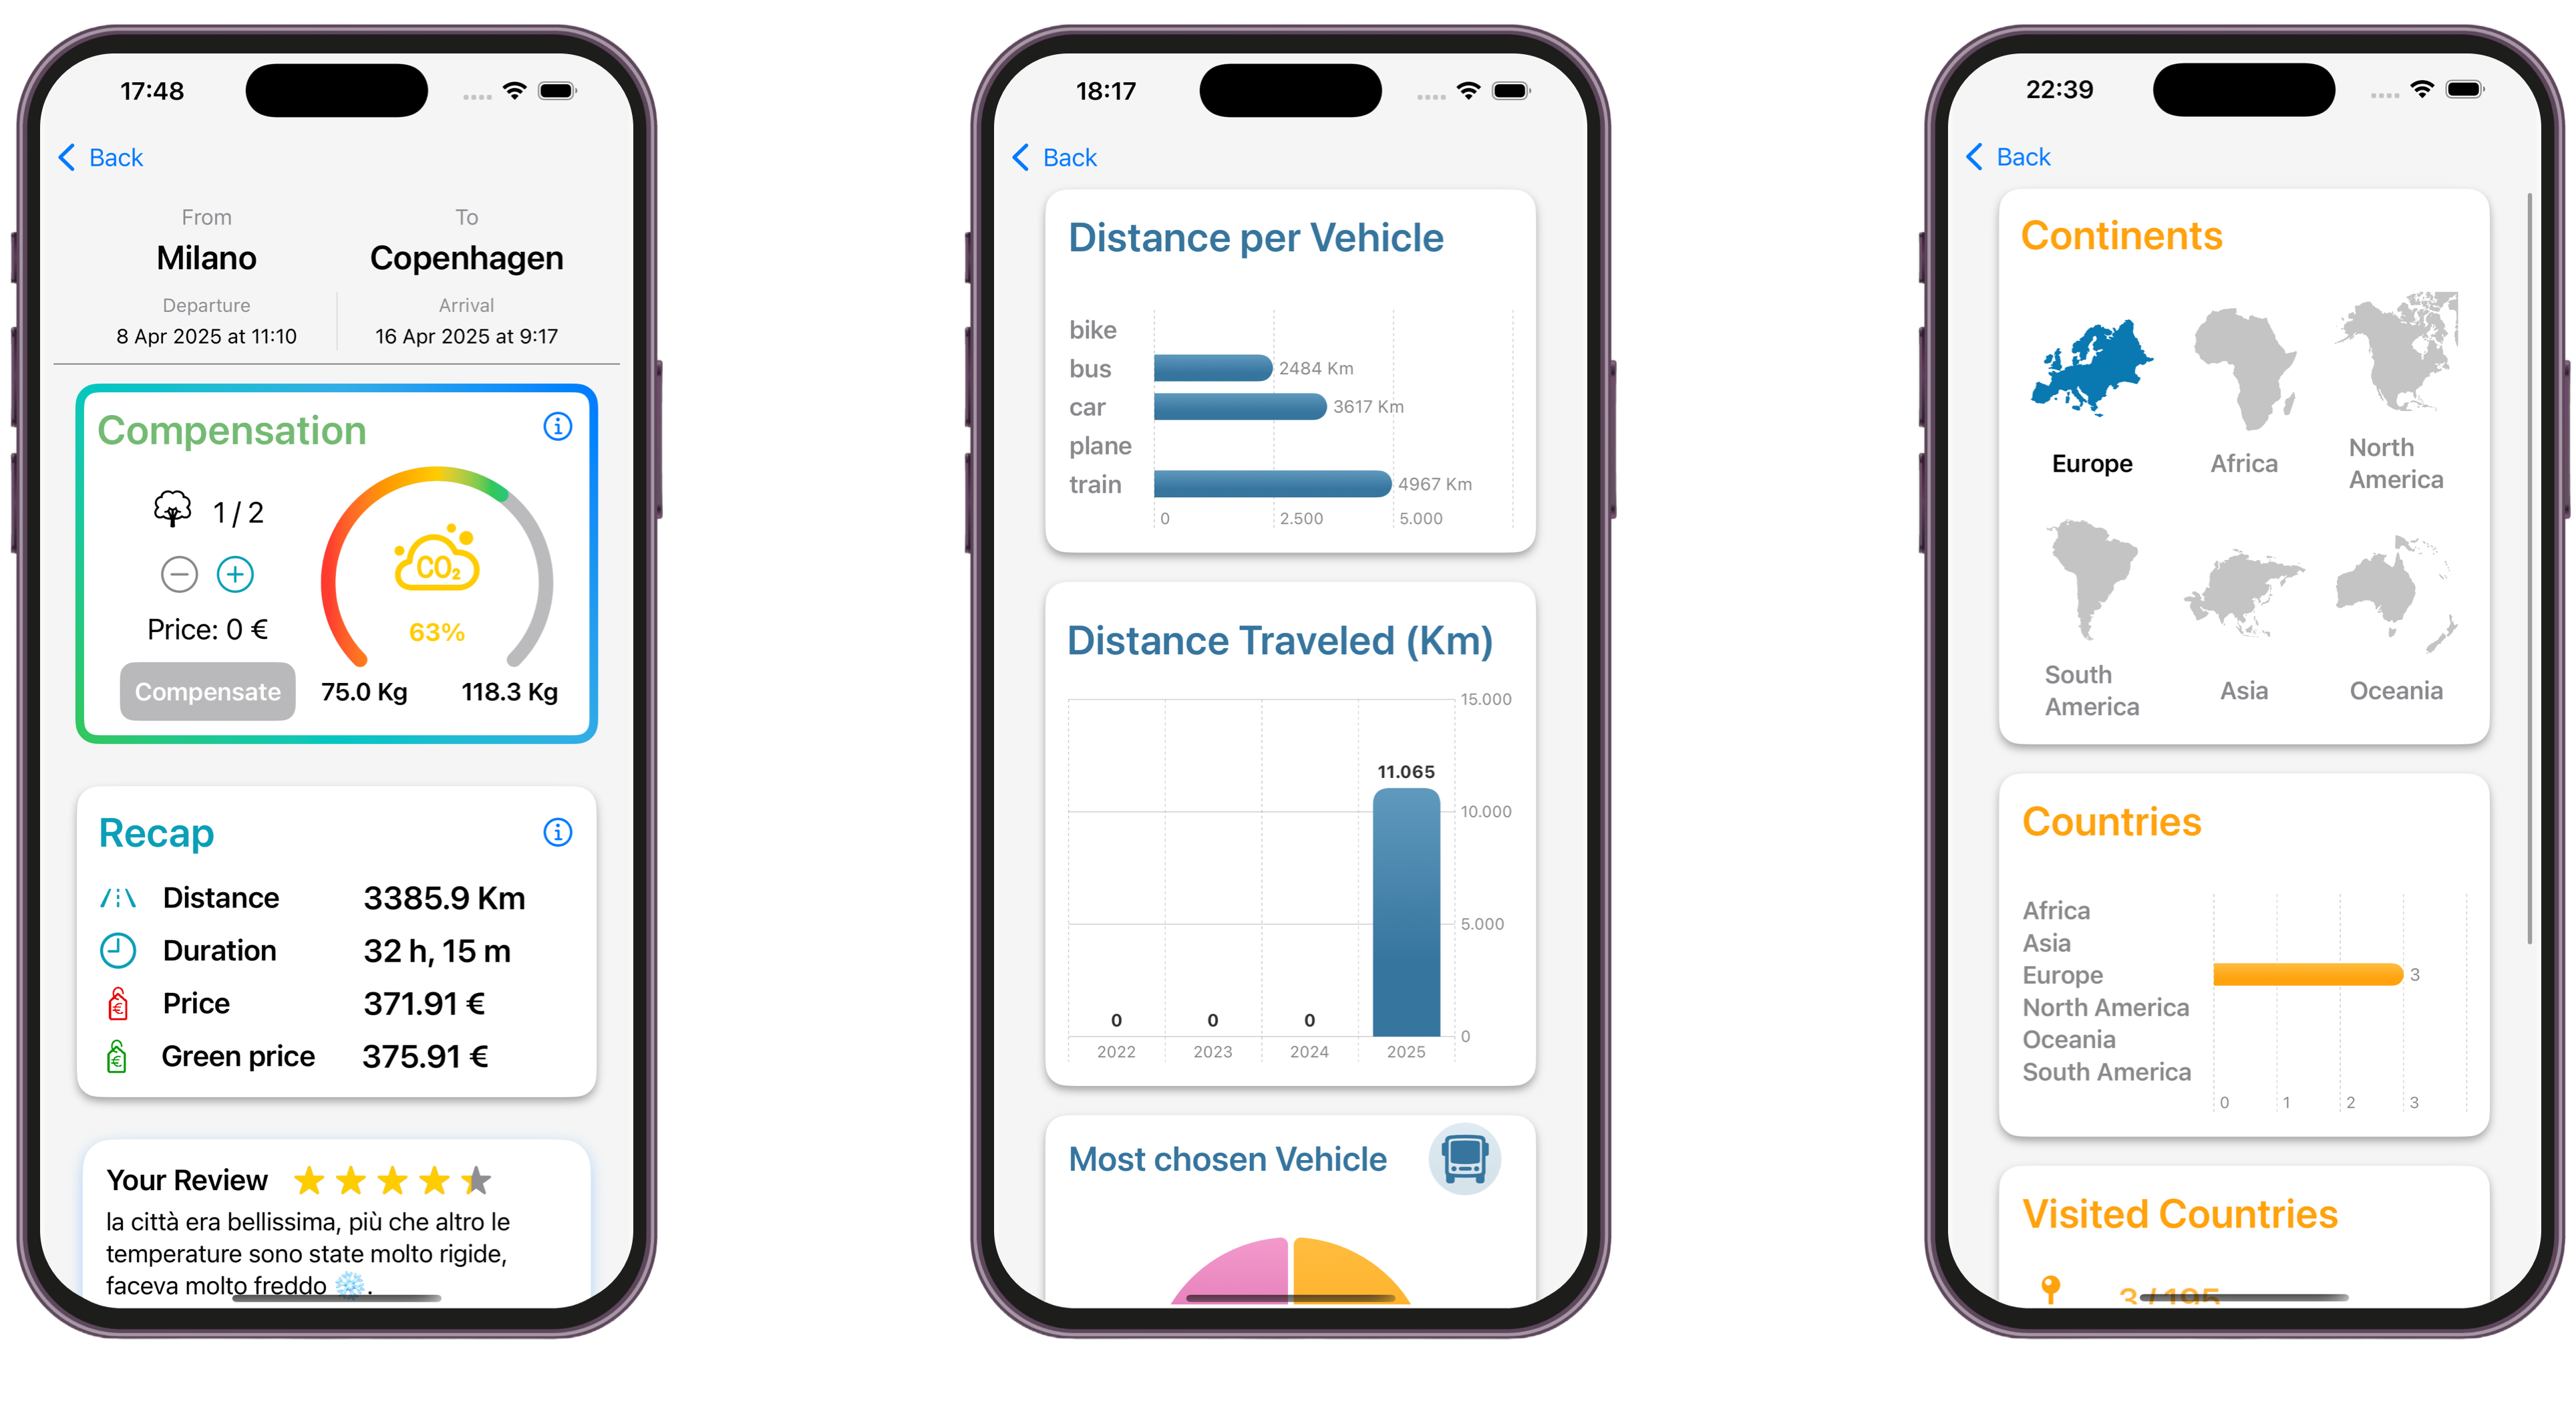 17:48
Back
From
To
Milano
Copenhagen
Departure
Arrival
8 Apr 2025 at 11:10
16 Apr 2025 at 9:17
Compensation
1 / 2
CO₂
63%
Price: 0 €
Compensate
75.0 Kg
118.3 Kg
Recap
Distance 3385.9 Km
Duration 32 h, 15 m
Price 371.91 €
Green price 375.91 €
Your Review
la città era bellissima, più che altro le
temperature sono state molto rigide,
faceva molto freddo ❄️.
18:17
Back
Distance per Vehicle
bike
bus 2484 Km
car 3617 Km
plane
train 4967 Km
0 2.500 5.000
Distance Traveled (Km)
15.000
11.065
10.000
5.000
0 0 0
0
2022 2023 2024 2025
Most chosen Vehicle
22:39
Back
Continents
Europe
Africa
North
America
South
America
Asia
Oceania
Countries
Africa
Asia
Europe 3
North America
Oceania
South America
0 1 2 3
Visited Countries
3 / 195